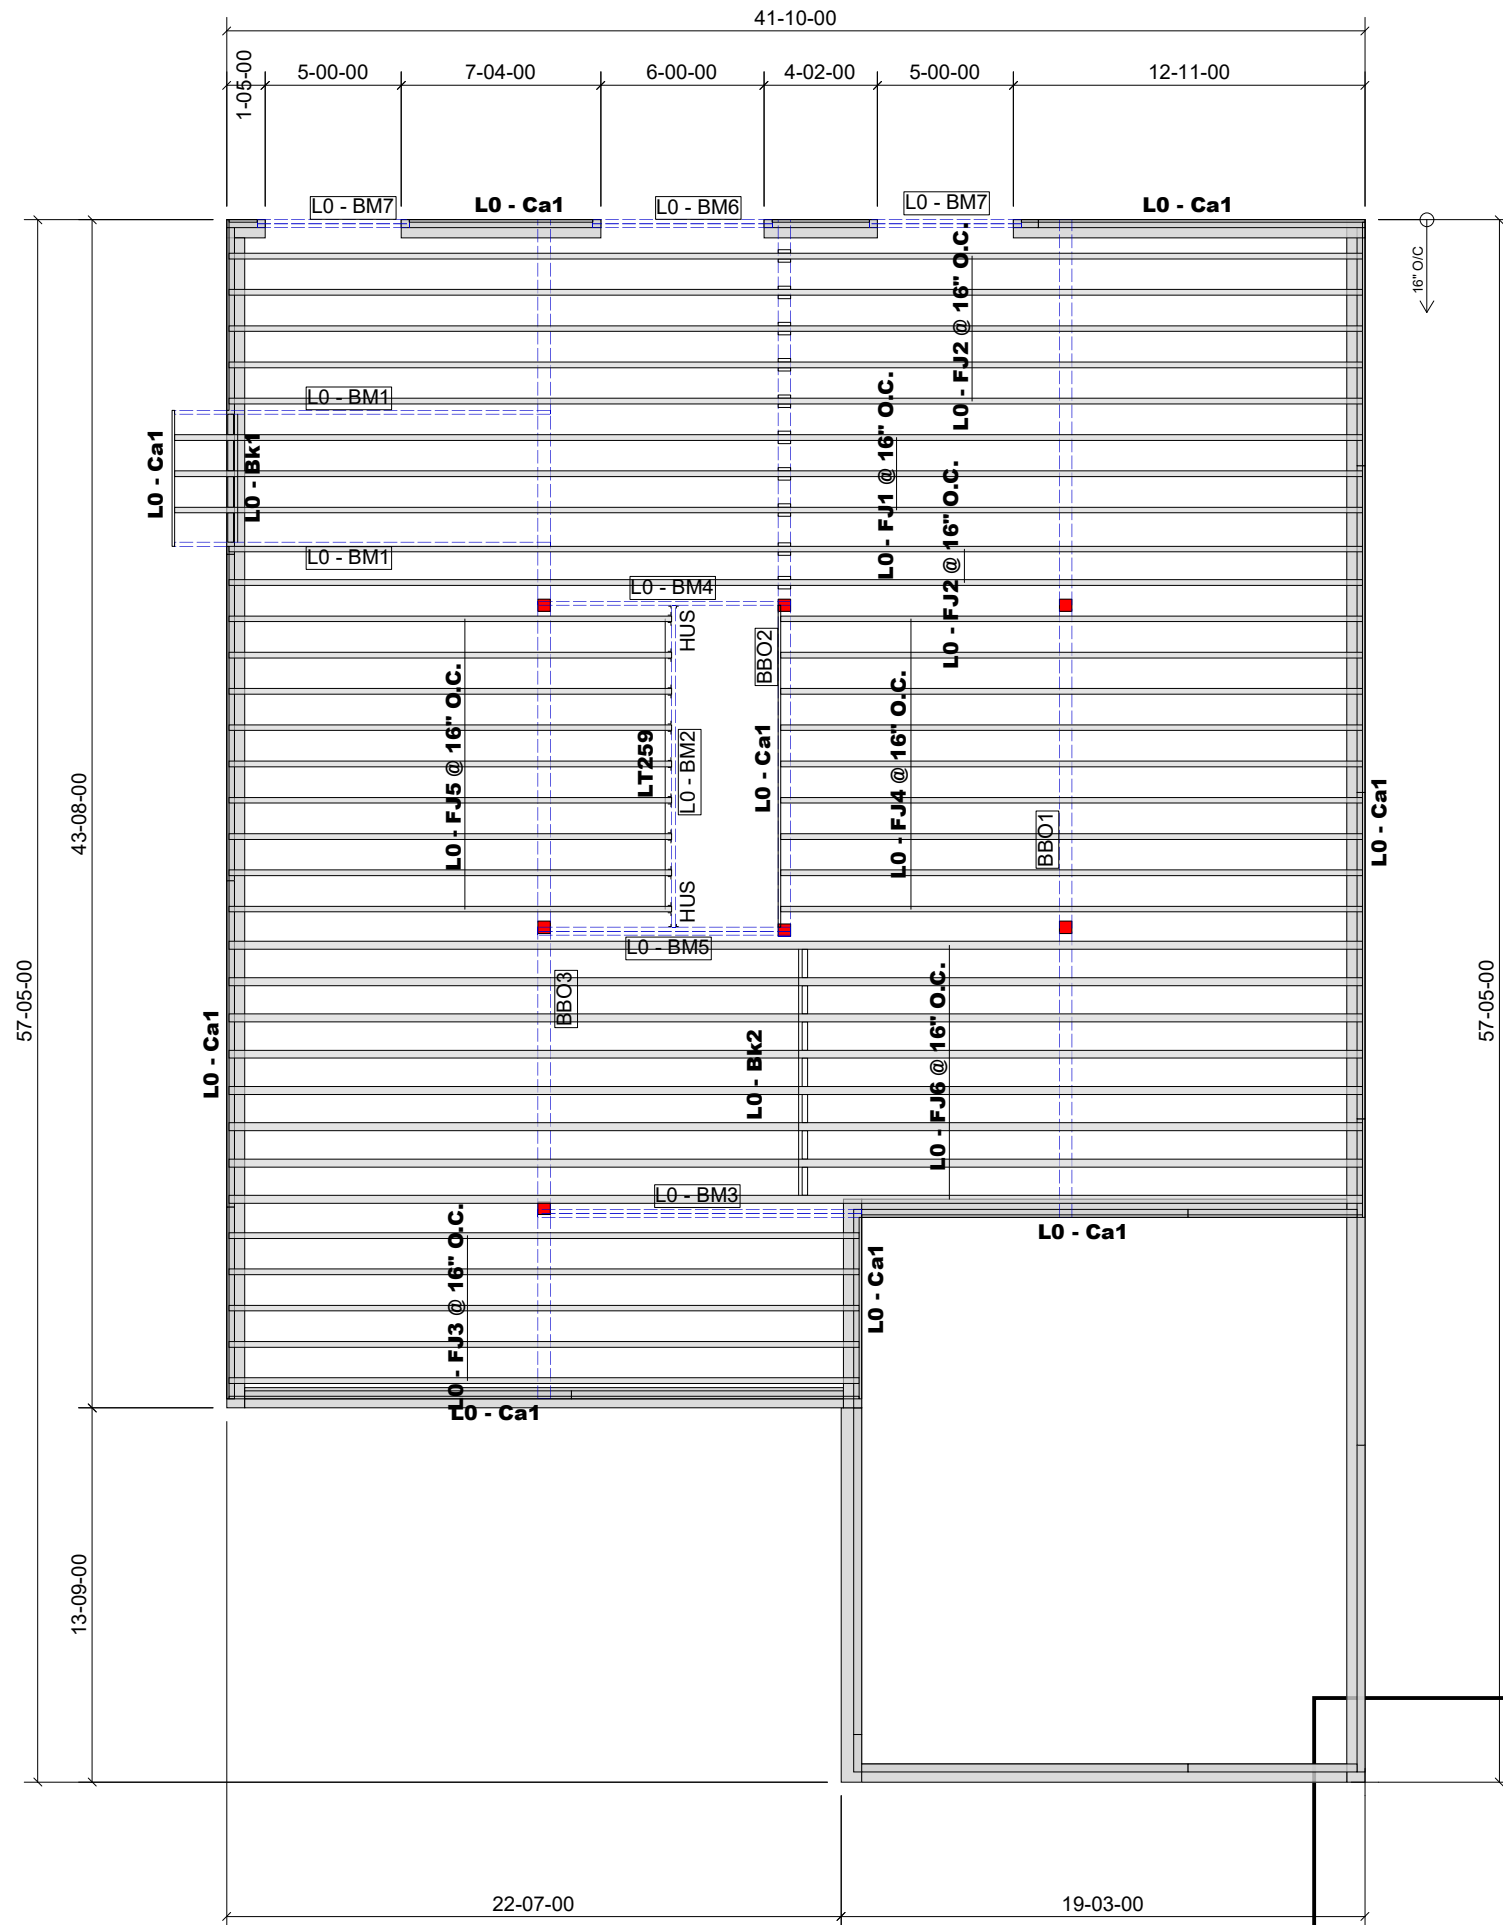 41-10-00
1-05-00
5-00-00
7-04-00
6-00-00
4-02-00
5-00-00
12-11-00
L0 - BM7
L0 - Ca1
L0 - BM6
L0 - BM7
L0 - Ca1
16" O/C
L0 - FJ2 @ 16" O.C.
L0 - BM1
L0 - Ca1
L0 - Bk1
L0 - FJ1 @ 16" O.C.
L0 - FJ2 @ 16" O.C.
L0 - BM1
L0 - BM4
HUS
BBO2
L0 - FJ5 @ 16" O.C.
LT259
L0 - BM2
L0 - Ca1
L0 - FJ4 @ 16" O.C.
BBO1
L0 - Ca1
43-08-00
HUS
L0 - BM5
57-05-00
57-05-00
BBO3
L0 - Ca1
L0 - Bk2
L0 - FJ6 @ 16" O.C.
L0 - BM3
L0 - Ca1
L0 - Ca1
L0 - FJ3 @ 16" O.C.
L0 - Ca1
13-09-00
22-07-00
19-03-00